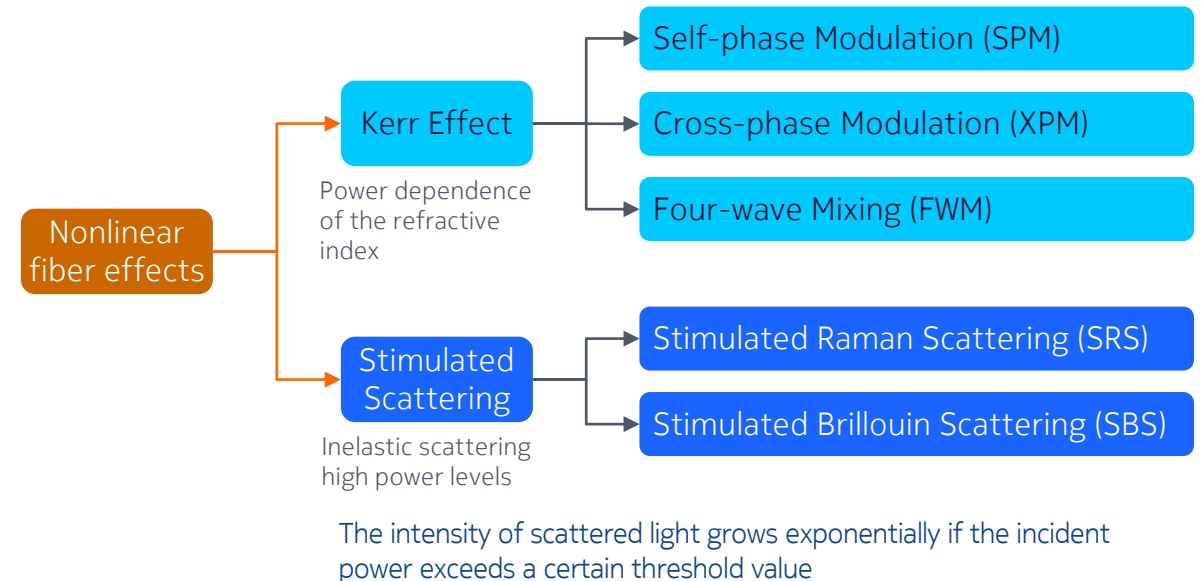 Nonlinear
fiber effects
Kerr Effect
Power dependence
of the refractive
index
Self-phase Modulation (SPM)
Cross-phase Modulation (XPM)
Four-wave Mixing (FWM)
Stimulated
Scattering
Inelastic scattering
high power levels
Stimulated Raman Scattering (SRS)
Stimulated Brillouin Scattering (SBS)
The intensity of scattered light grows exponentially if the incident
power exceeds a certain threshold value